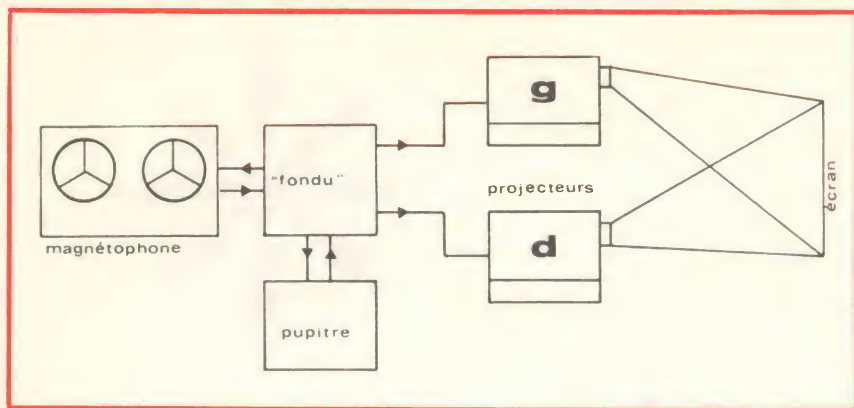 g
"fondu"
projecteurs
écran
magnétophone
d
pupitre